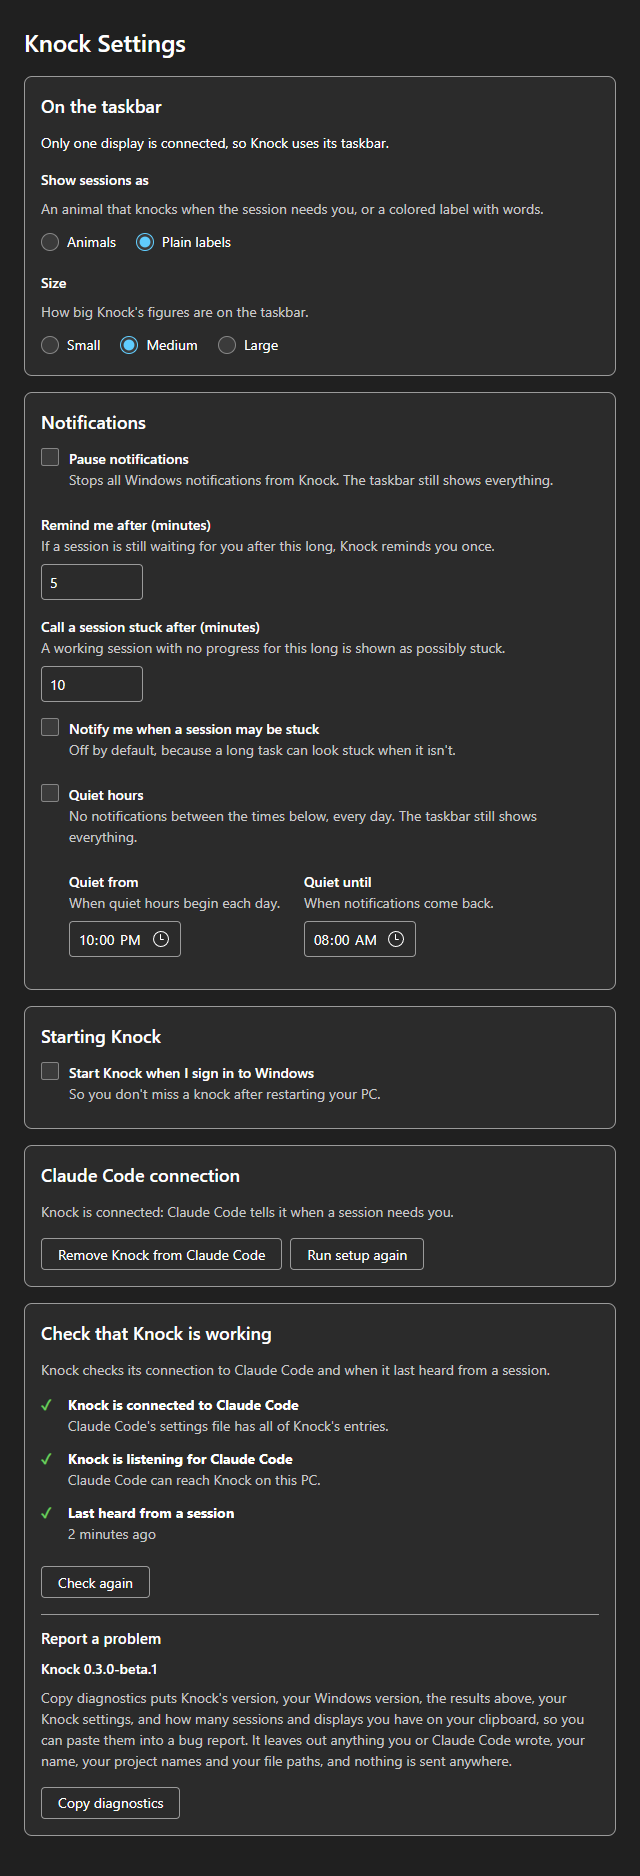 Knock Settings
On the taskbar
Only one display is connected, so Knock uses its taskbar.
Show sessions as
An animal that knocks when the session needs you, or a colored label with words.
Animals Plain labels
Size
How big Knock's figures are on the taskbar.
Small Medium Large
Notifications
Pause notifications
Stops all Windows notifications from Knock. The taskbar still shows everything.
Remind me after (minutes)
If a session is still waiting for you after this long, Knock reminds you once.
5
Call a session stuck after (minutes)
A working session with no progress for this long is shown as possibly stuck.
10
Notify me when a session may be stuck
Off by default, because a long task can look stuck when it isn't.
Quiet hours
No notifications between the times below, every day. The taskbar still shows
everything.
Quiet from
When quiet hours begin each day.
10:00 PM
Quiet until
When notifications come back.
08:00 AM
Starting Knock
Start Knock when I sign in to Windows
So you don't miss a knock after restarting your PC.
Claude Code connection
Knock is connected: Claude Code tells it when a session needs you.
Remove Knock from Claude Code Run setup again
Check that Knock is working
Knock checks its connection to Claude Code and when it last heard from a session.
Knock is connected to Claude Code
Claude Code's settings file has all of Knock's entries.
Knock is listening for Claude Code
Claude Code can reach Knock on this PC.
Last heard from a session
2 minutes ago
Check again
Report a problem
Knock 0.3.0-beta.1
Copy diagnostics puts Knock's version, your Windows version, the results above, your
Knock settings, and how many sessions and displays you have on your clipboard, so you
can paste them into a bug report. It leaves out anything you or Claude Code wrote, your
name, your project names and your file paths, and nothing is sent anywhere.
Copy diagnostics